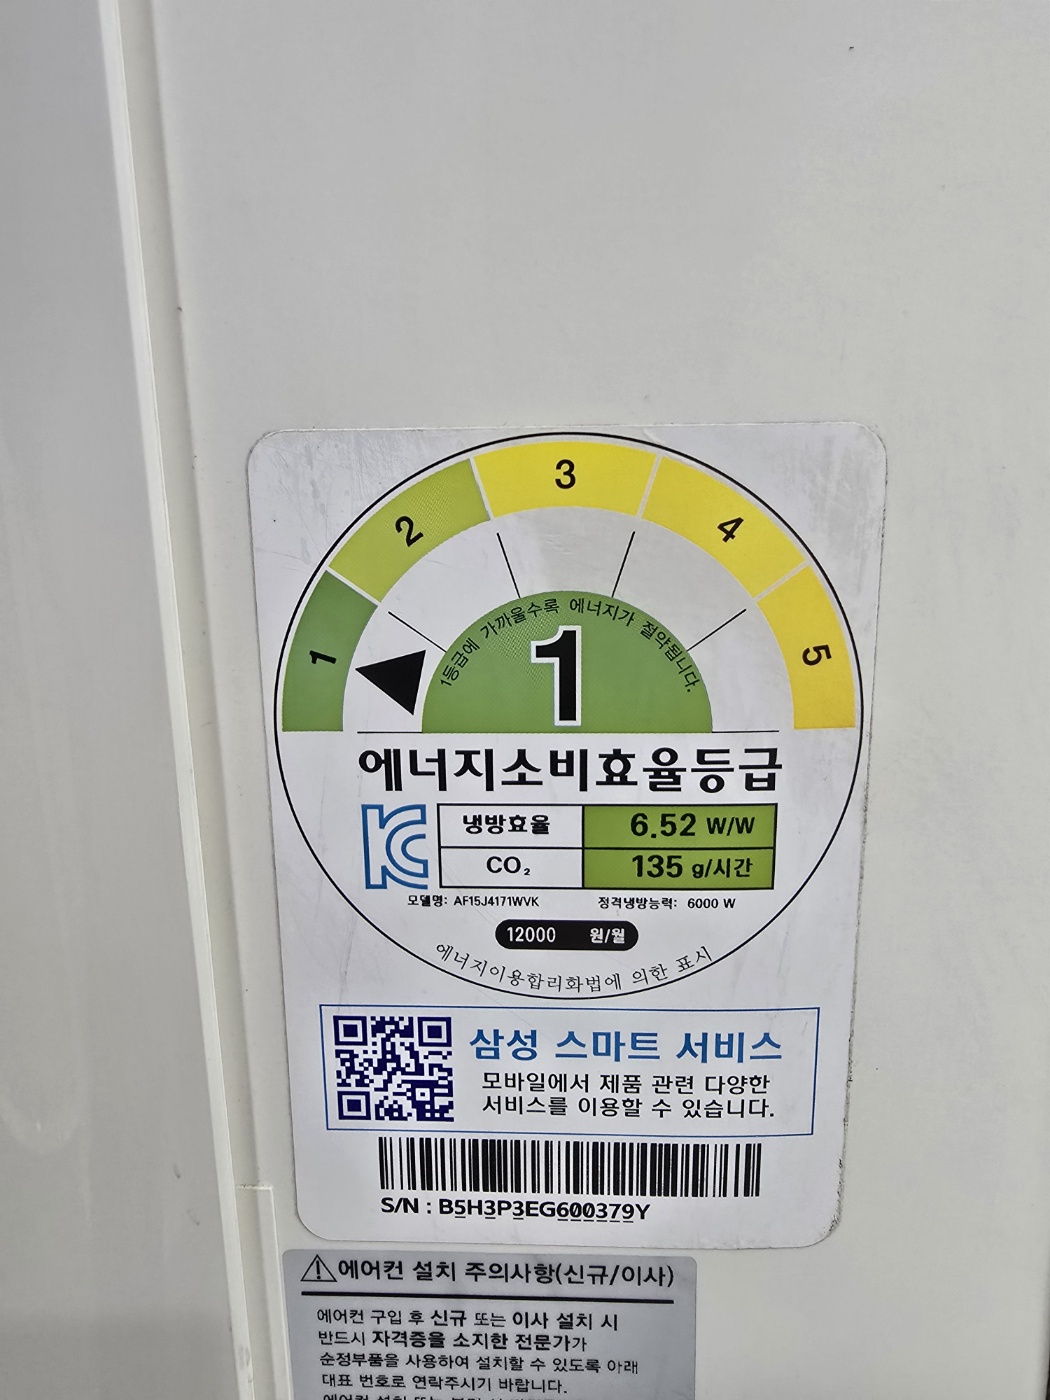 1
2
3
4
5
1등급에 가까울수록 에너지가 절약됩니다.
1
에너지소비효율등급
냉방효율 6.52 W/W
CO₂ 135 g/시간
모델명: AF15J4171WVK 정격냉방능력: 6000 W
12000 원/월
에너지이용합리화법에 의한 표시
삼성 스마트 서비스
모바일에서 제품 관련 다양한
서비스를 이용할 수 있습니다.
S/N : B5H3P3EG600379Y
에어컨 설치 주의사항(신규/이사)
에어컨 구입 후 신규 또는 이사 설치 시
반드시 자격증을 소지한 전문가가
순정부품을 사용하여 설치할 수 있도록 아래
대표 번호로 연락주시기 바랍니다.